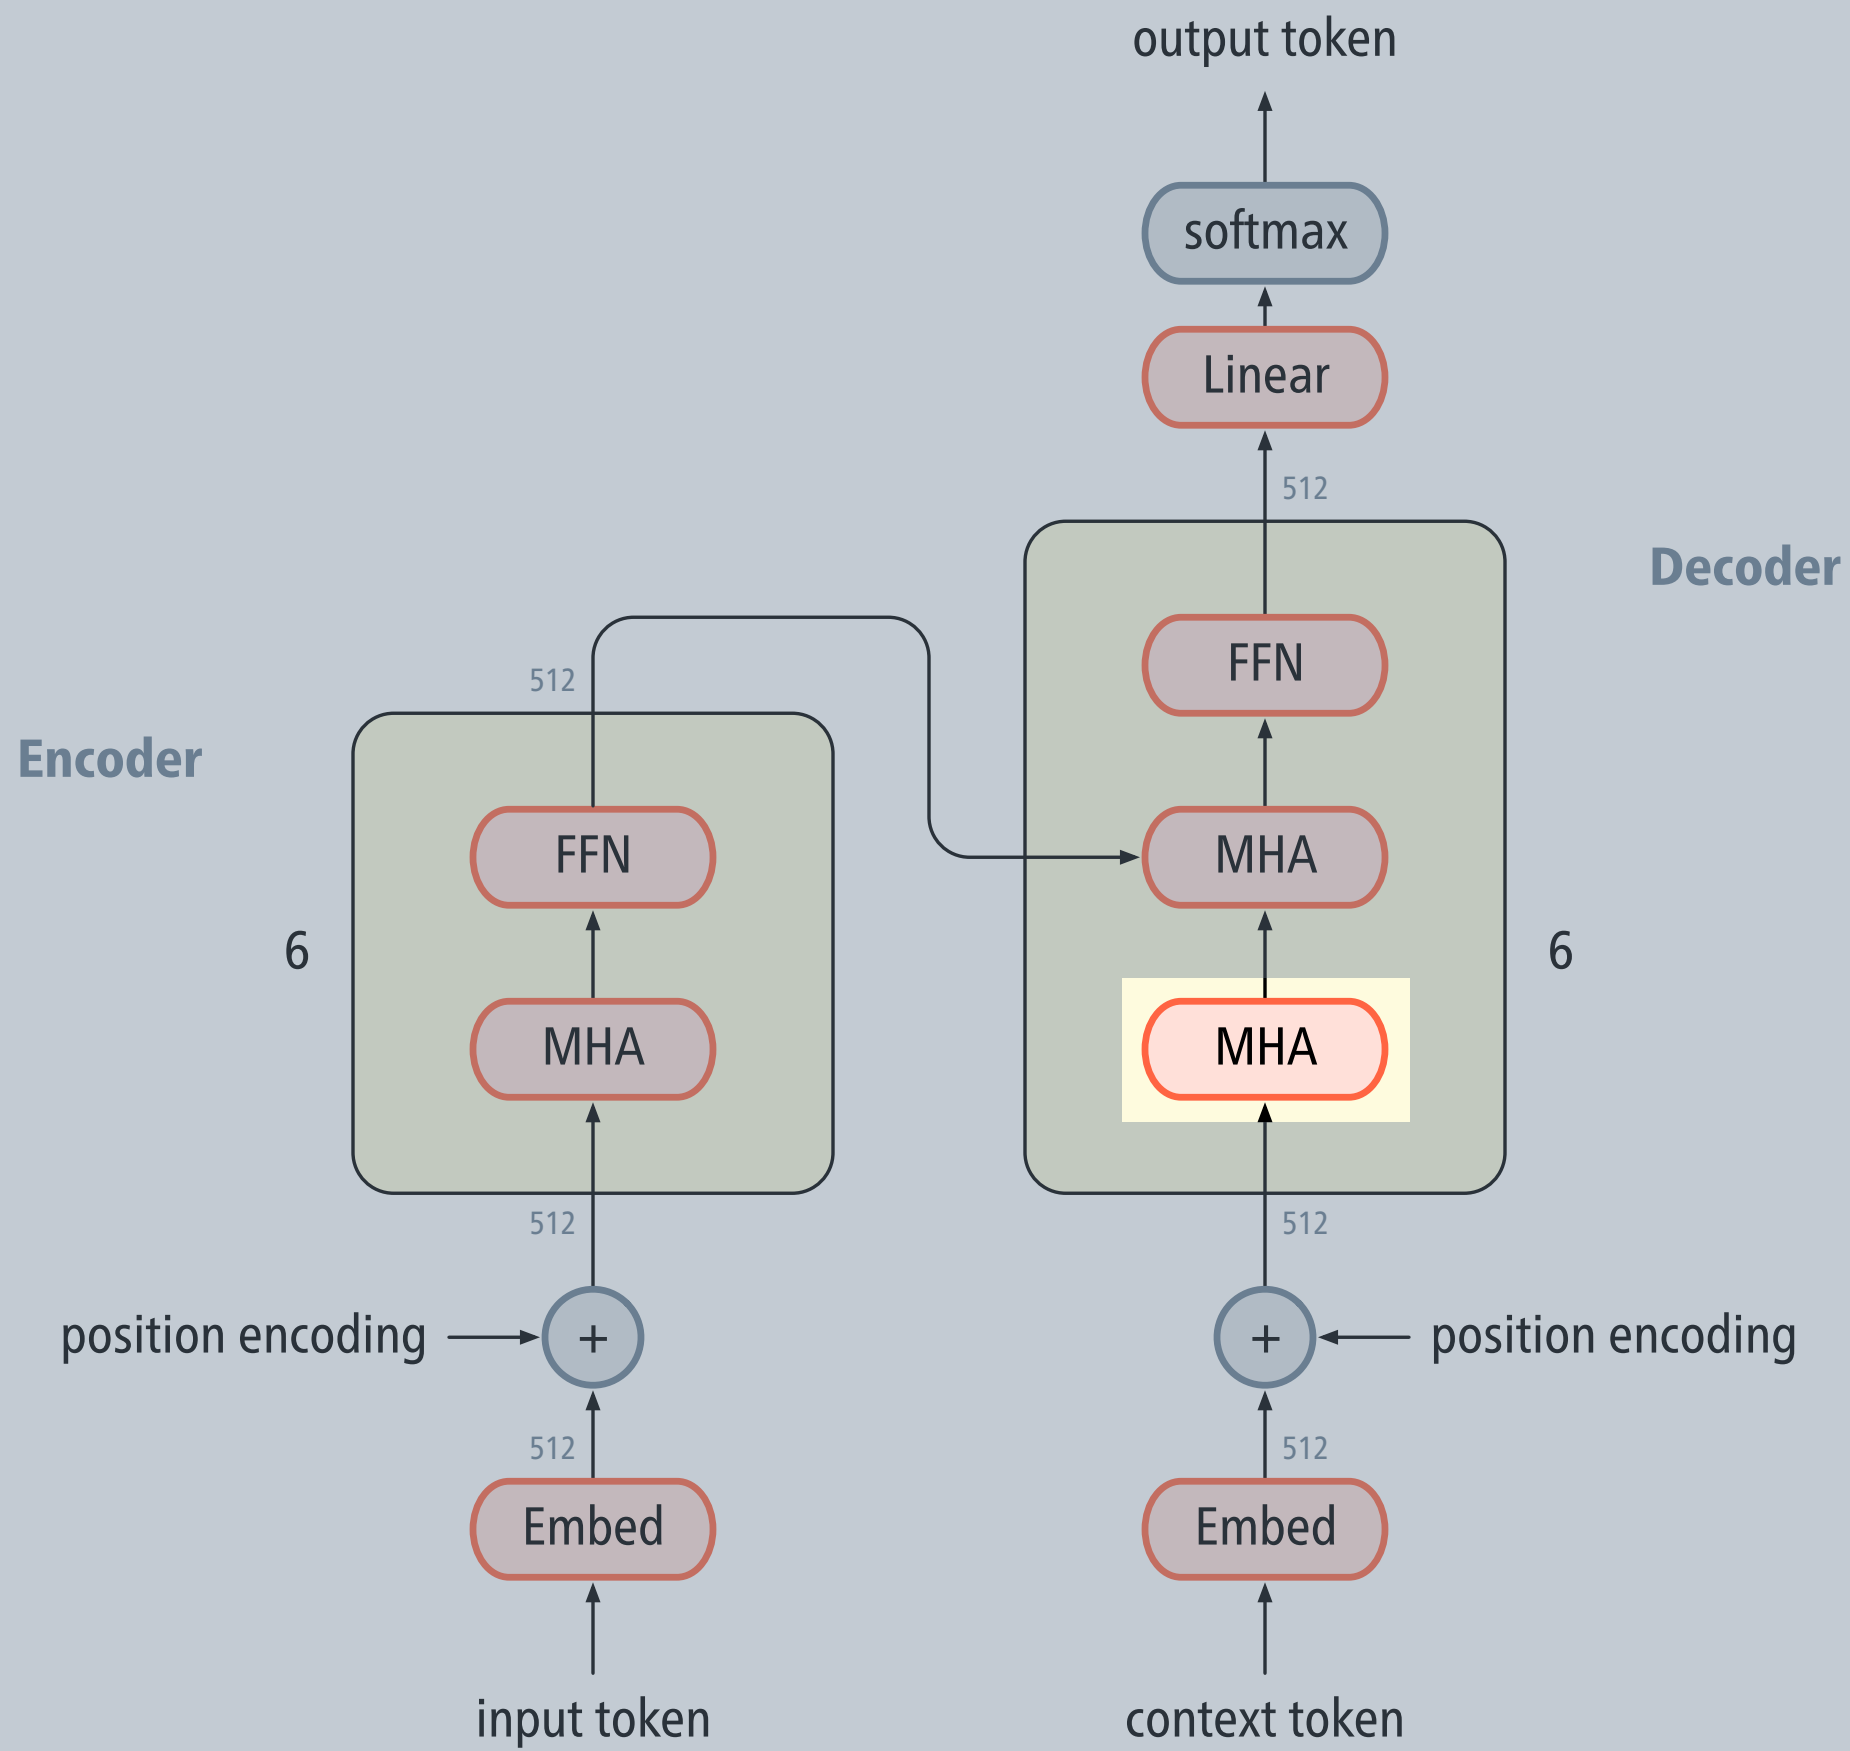 output token
softmax
Linear
512
Decoder
FFN
512
Encoder
FFN
MHA
6
6
MHA
MHA
512
512
position encoding
+
+
position encoding
512
512
Embed
Embed
input token
context token